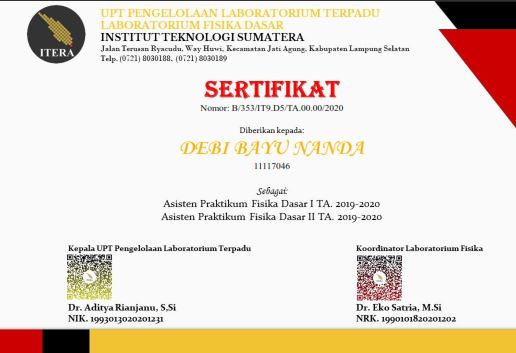 ITERA
UPT PENGELOLAAN LABORATORIUM TERPADU
LABORATORIUM FISIKA DASAR
INSTITUT TEKNOLOGI SUMATERA
Jalan Terusan Ryacudu, Way Huwi, Kecamatan Jati Agung, Kabupaten Lampung Selatan
Telp. (0721) 8030188, (0721) 8030189
SERTIFIKAT
Nomor: B/353/IT9.D5/TA.00.00/2020
Diberikan kepada:
DEBI BAYU NANDA
11117046
Sebagai:
Asisten Praktikum Fisika Dasar I TA. 2019-2020
Asisten Praktikum Fisika Dasar II TA. 2019-2020
Kepala UPT Pengelolaan Laboratorium Terpadu
Dr. Aditya Rianjanu, S,Si
NIK. 1993013020201231
Koordinator Laboratorium Fisika
Dr. Eko Satria, M.Si
NRK. 1990101820201202